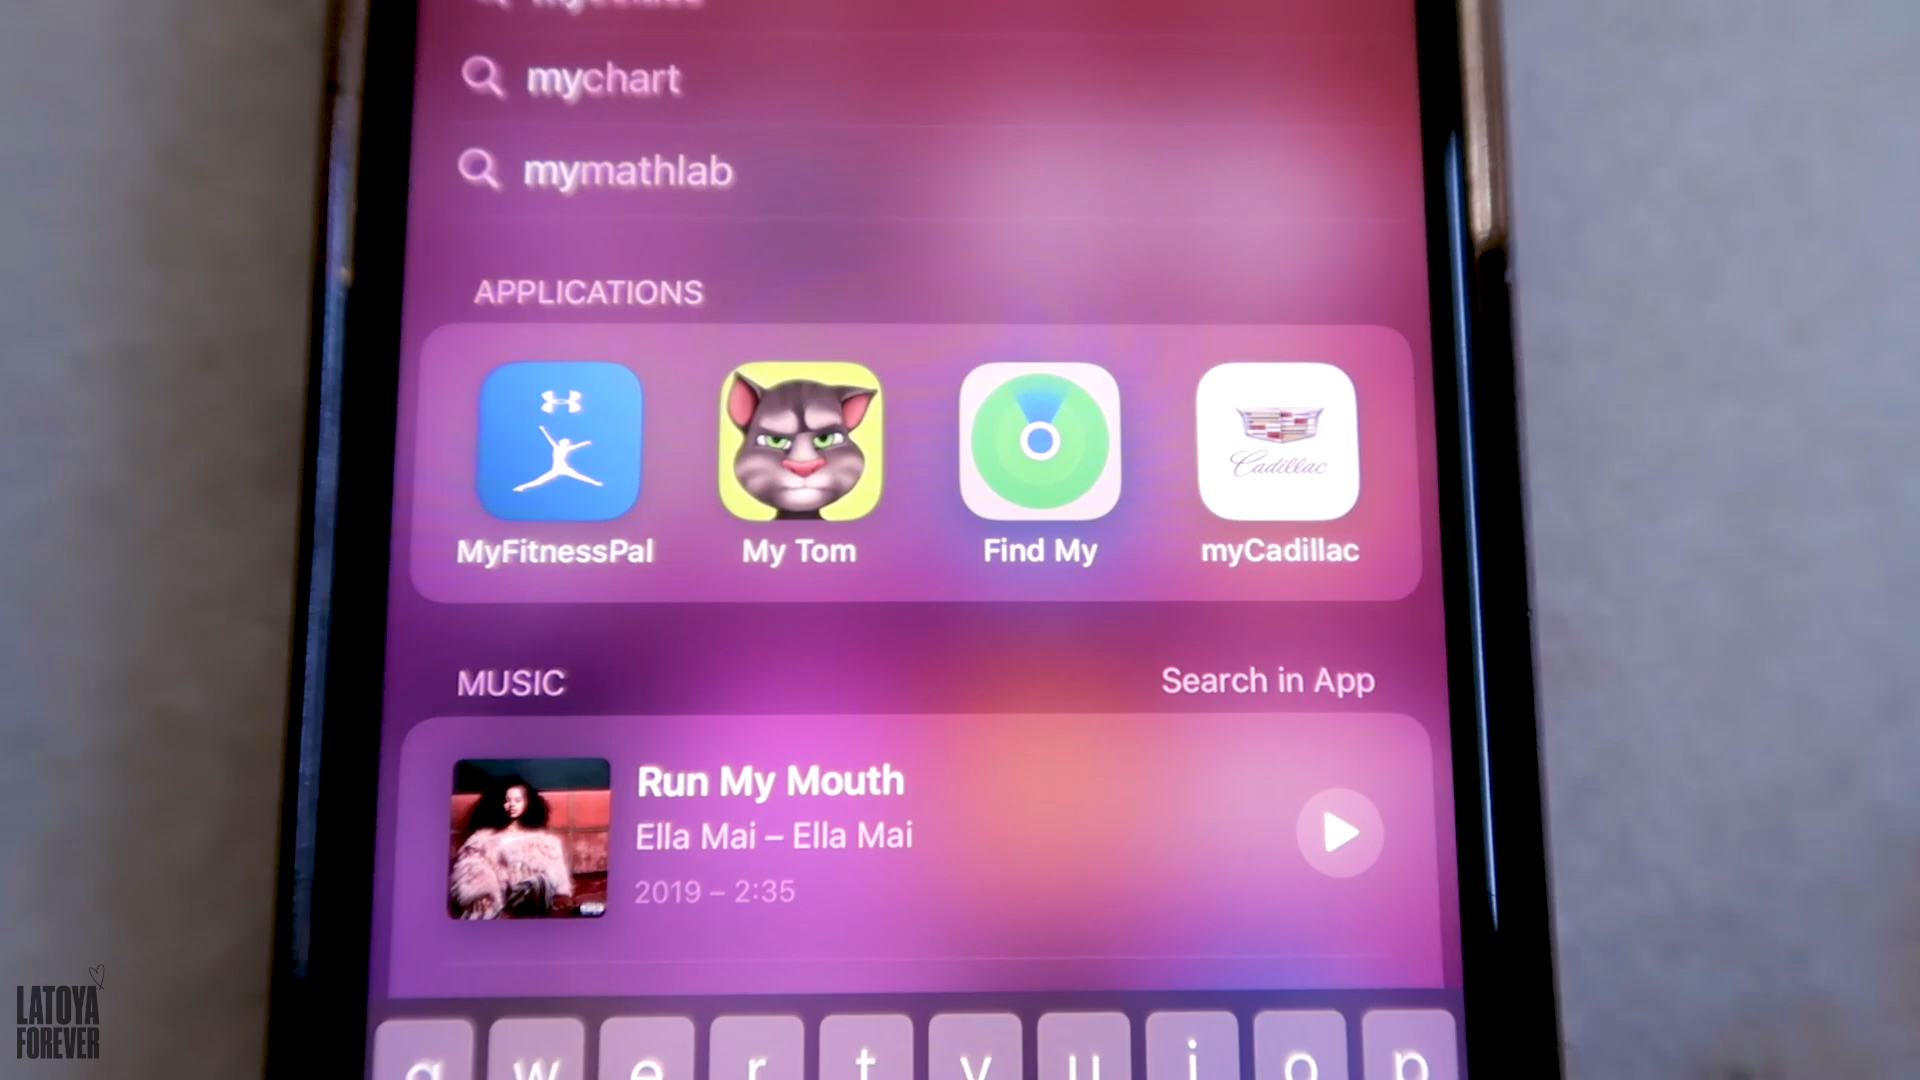 mychart
mymathlab
APPLICATIONS
Cadillac
MyFitnessPal
My Tom
Find My
myCadillac
MUSIC
Search in App
Run My Mouth
Ella Mai – Ella Mai
2019 – 2:35
q w e r t y u i o p
LATOYA
FOREVER